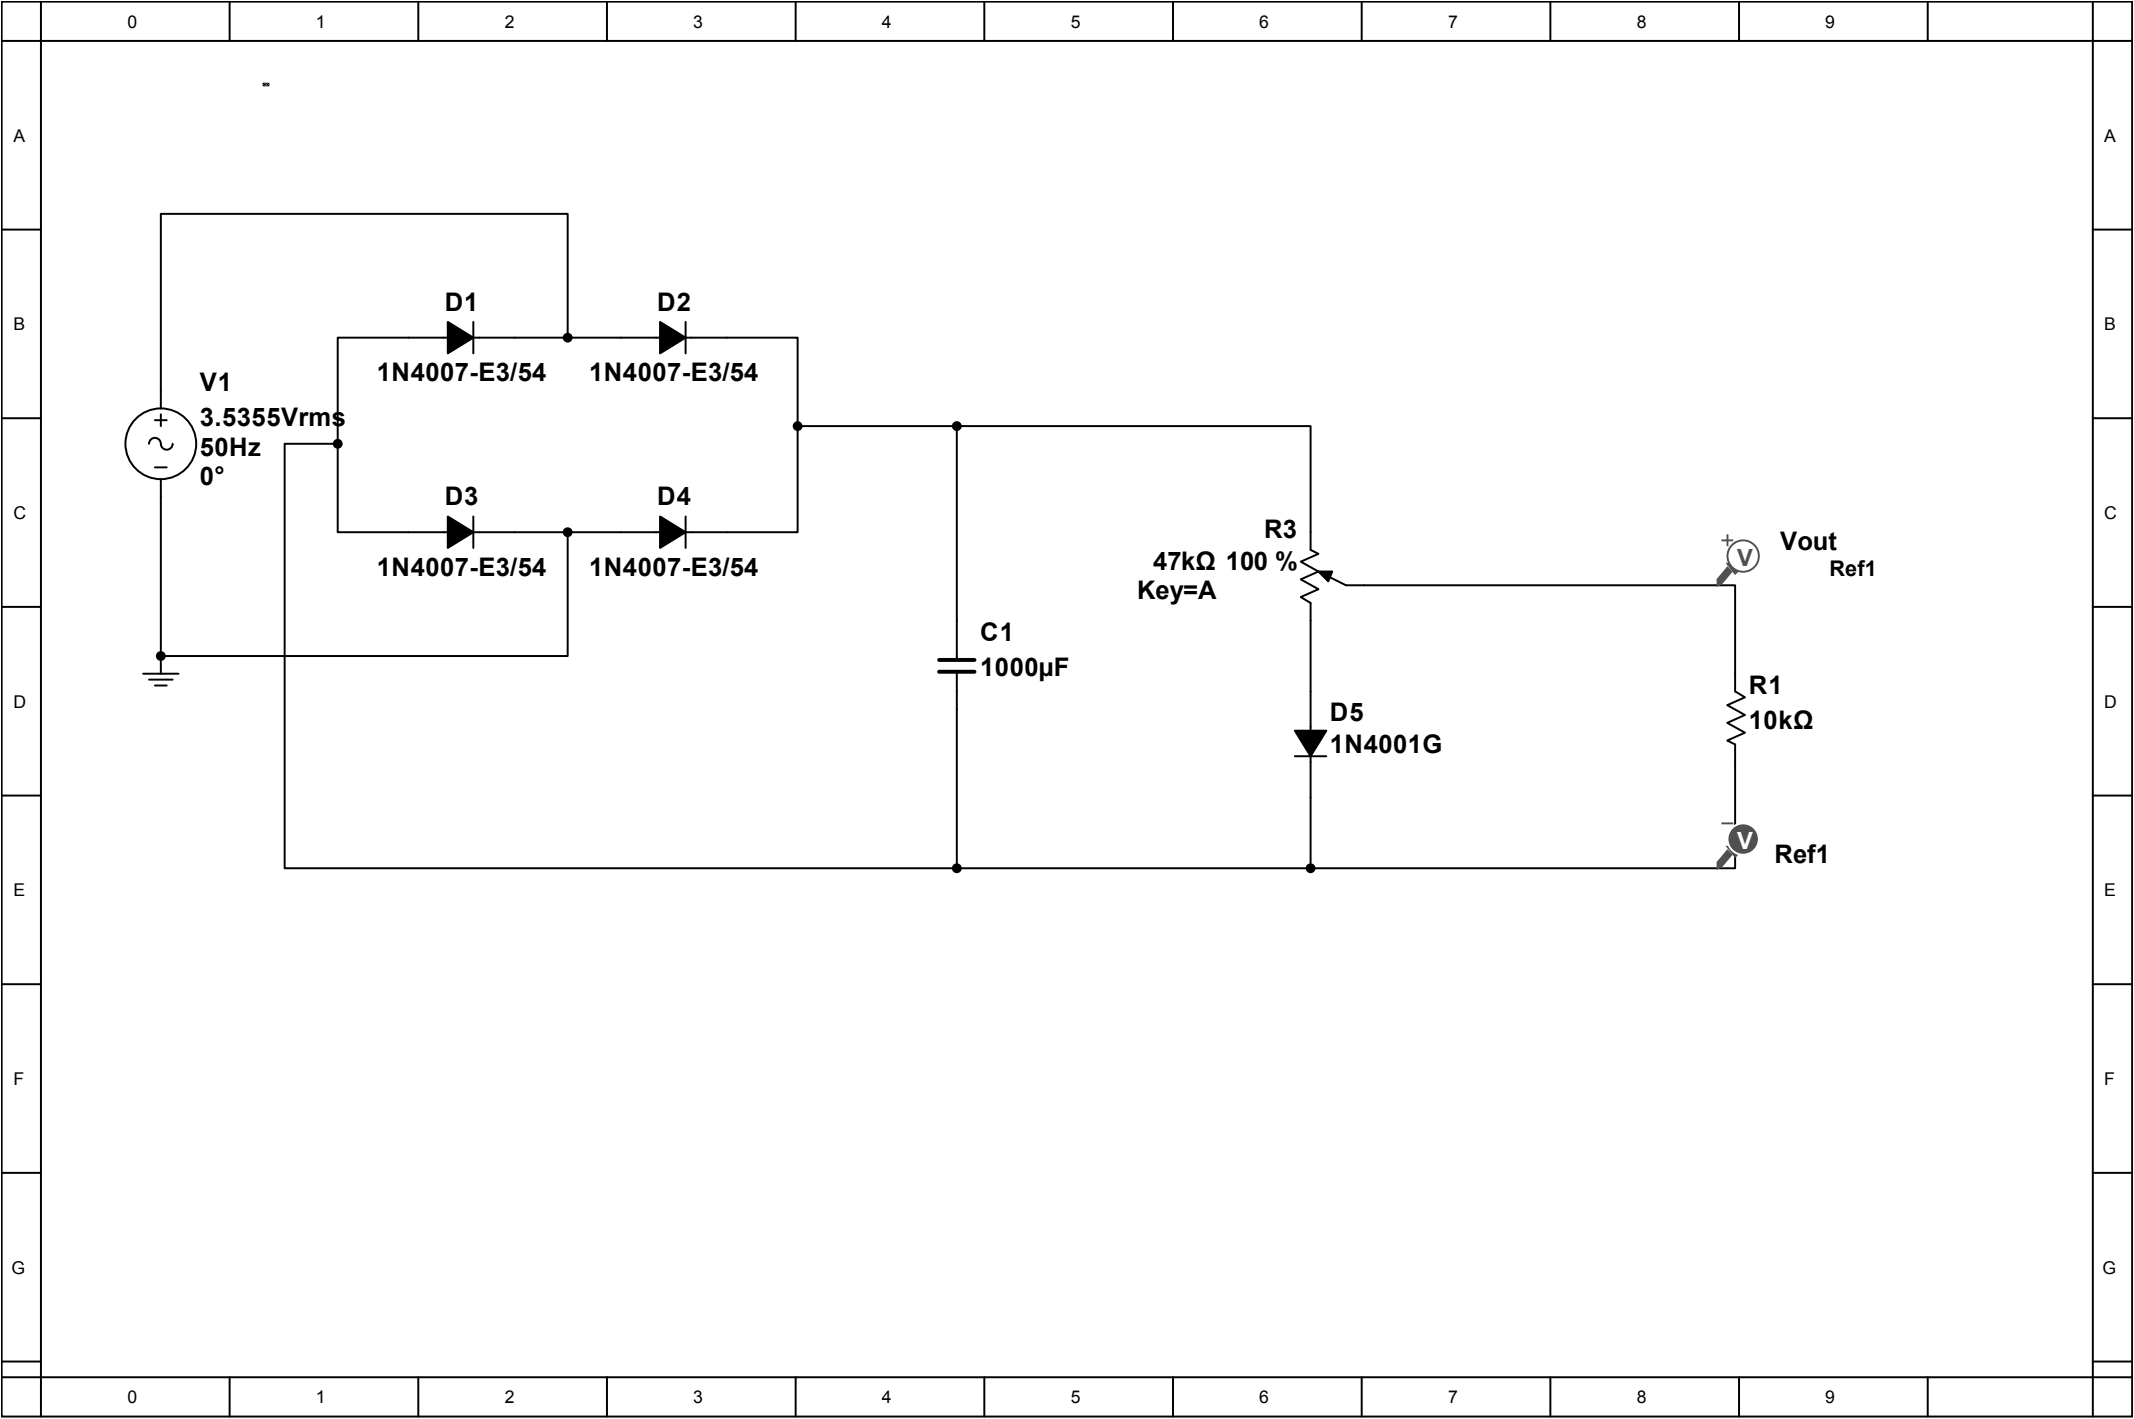 0 1 2 3 4 5 6 7 8 9
A A
B B
C C
D D
E E
F F
G G
D1
1N4007-E3/54
D2
1N4007-E3/54
V1
3.5355Vrms
50Hz
0°
+
−
D3
1N4007-E3/54
D4
1N4007-E3/54
C1
1000µF
R3
47kΩ 100 %
Key=A
D5
1N4001G
+
V
Vout
Ref1
R1
10kΩ
−
V
Ref1
0 1 2 3 4 5 6 7 8 9